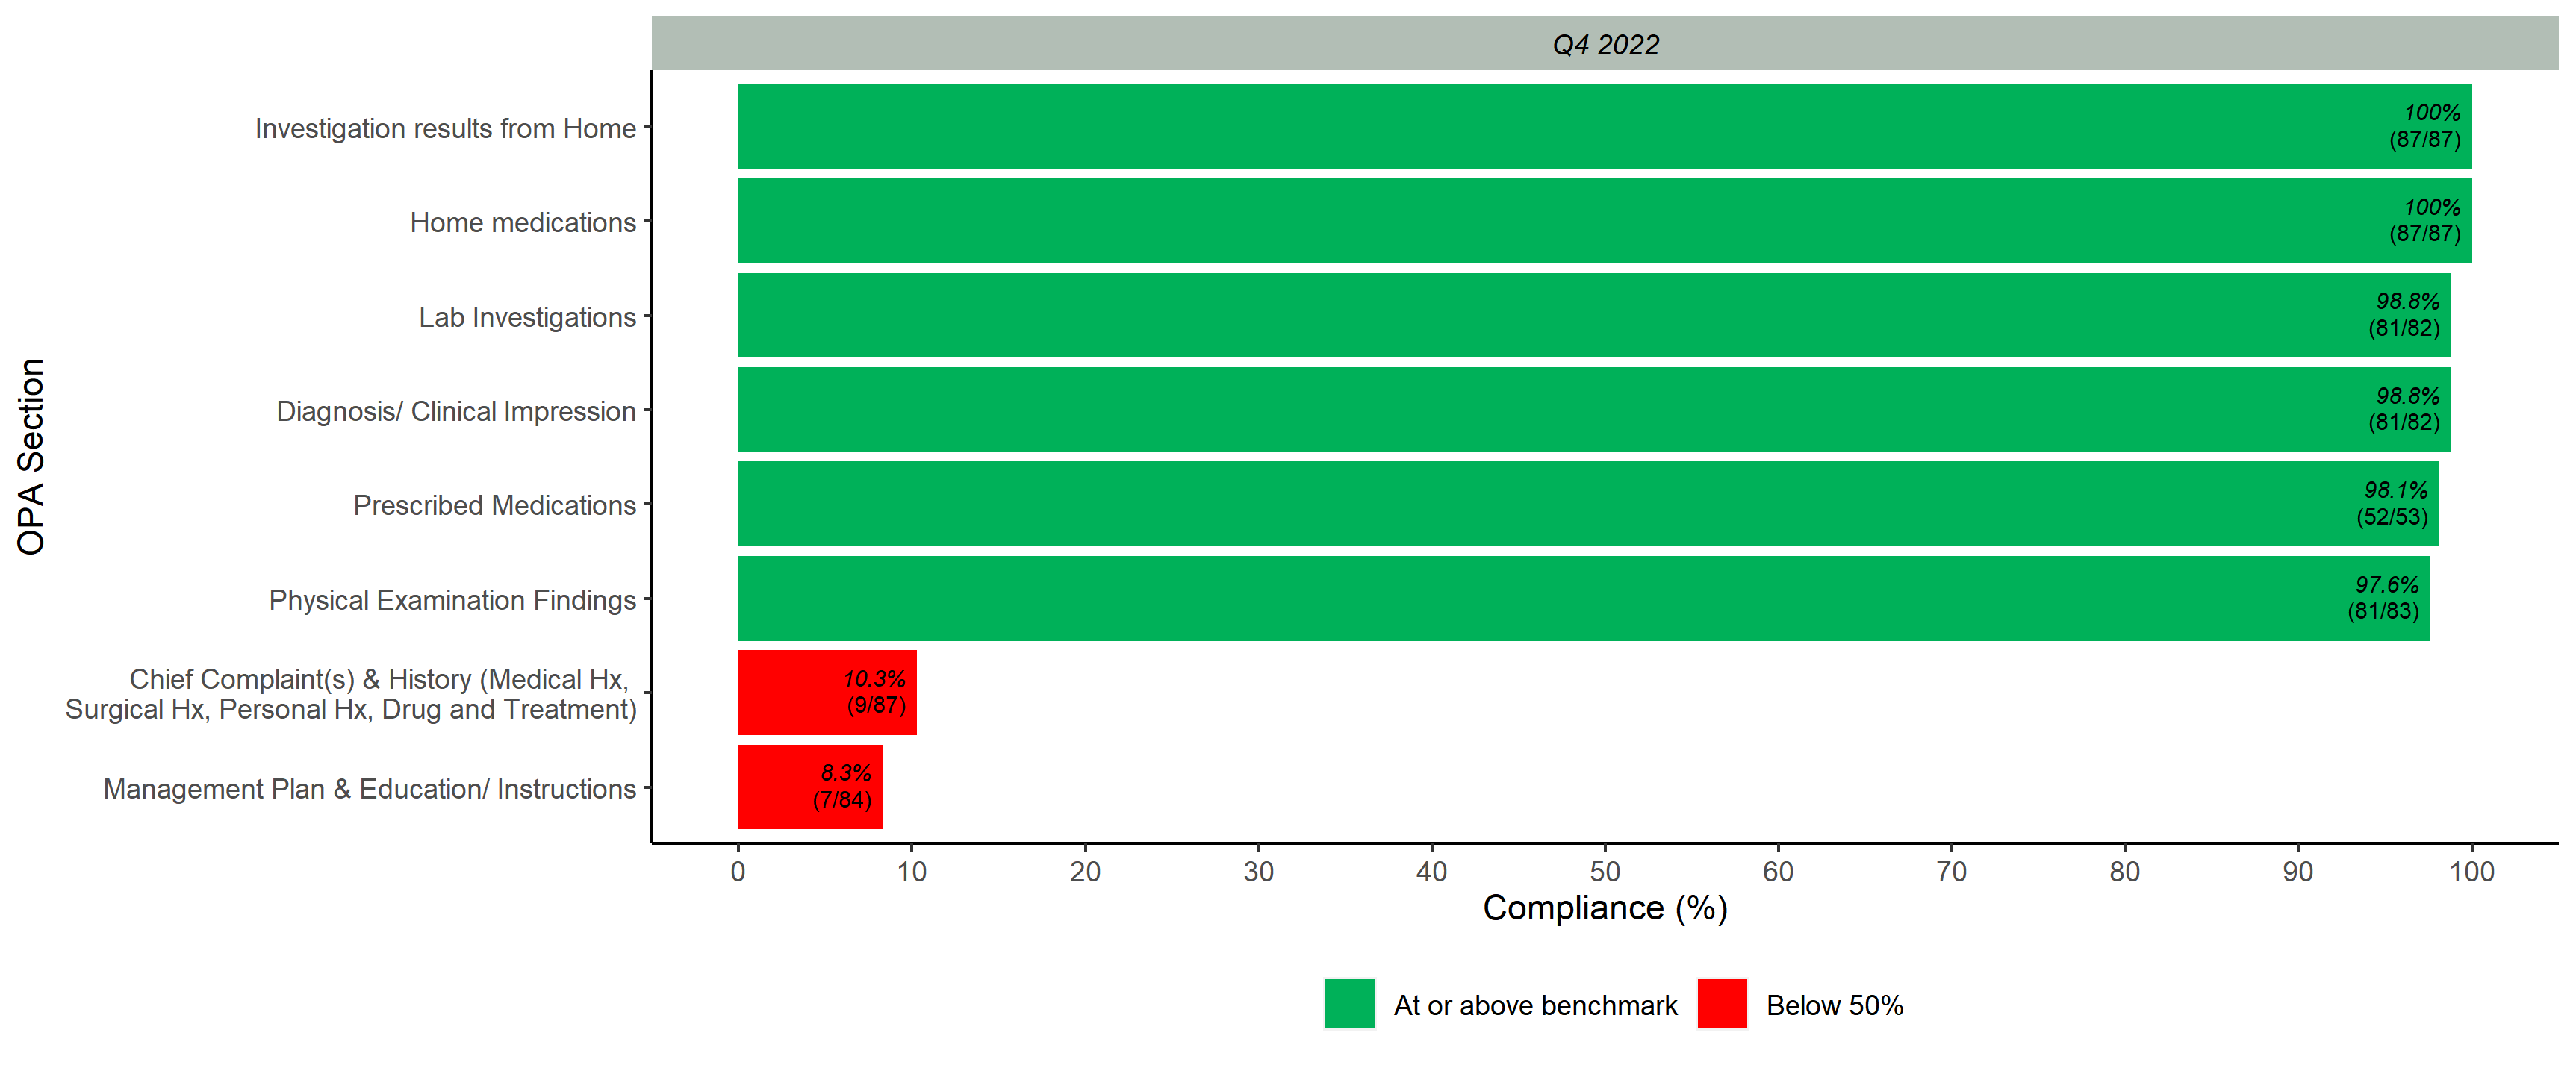 Q4 2022
OPA Section
Investigation results from Home
100%
(87/87)
Home medications
100%
(87/87)
Lab Investigations
98.8%
(81/82)
Diagnosis/ Clinical Impression
98.8%
(81/82)
Prescribed Medications
98.1%
(52/53)
Physical Examination Findings
97.6%
(81/83)
Chief Complaint(s) & History (Medical Hx,
Surgical Hx, Personal Hx, Drug and Treatment)
10.3%
(9/87)
Management Plan & Education/ Instructions
8.3%
(7/84)
0 10 20 30 40 50 60 70 80 90 100
Compliance (%)
At or above benchmark Below 50%